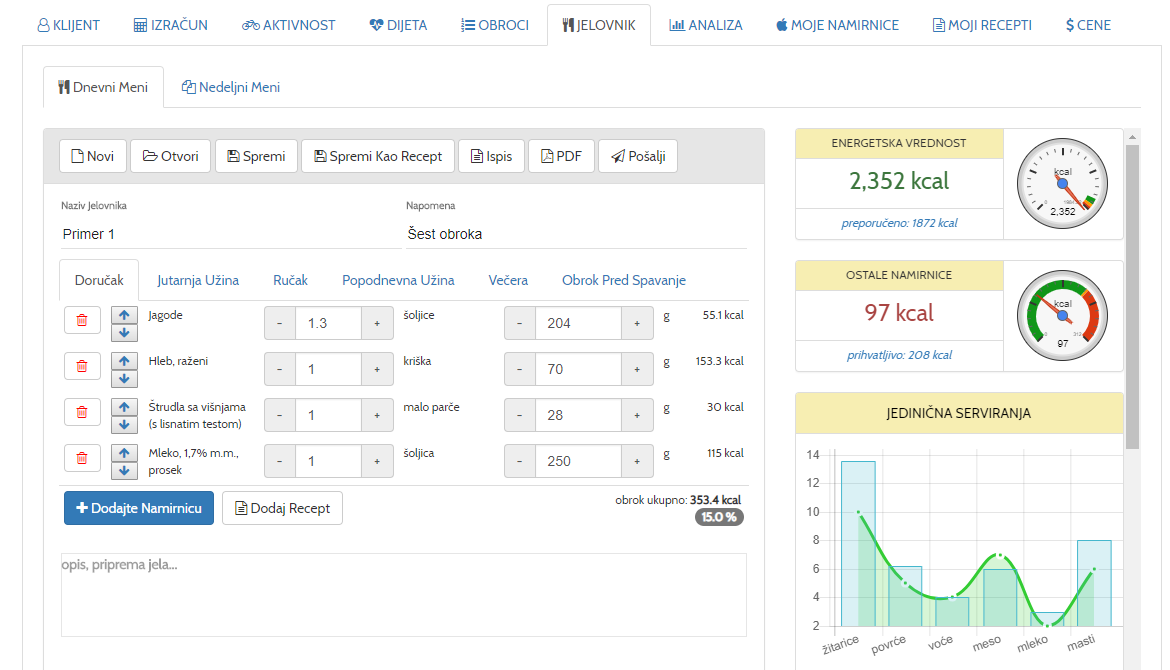 KLIJENT IZRAČUN AKTIVNOST DIJETA OBROCI JELOVNIK ANALIZA MOJE NAMIRNICE MOJI RECEPTI CENE
Dnevni Meni Nedeljni Meni
Novi Otvori Spremi Spremi Kao Recept Ispis PDF Pošalji
Naziv Jelovnika Napomena
Primer 1 Šest obroka
Doručak Jutarnja Užina Ručak Popodnevna Užina Večera Obrok Pred Spavanje
Jagode - 1.3 + šoljice - 204 + g 55.1 kcal
Hleb, raženi - 1 + kriška - 70 + g 153.3 kcal
Štrudla sa višnjama
(s lisnatim testom) - 1 + malo parče - 28 + g 30 kcal
Mleko, 1,7% m.m.,
prosek - 1 + šoljica - 250 + g 115 kcal
Dodajte Namirnicu Dodaj Recept obrok ukupno: 353.4 kcal
15.0 %
opis, priprema jela...
ENERGETSKA VREDNOST
2,352 kcal
preporučeno: 1872 kcal
kcal
2,352
OSTALE NAMIRNICE
97 kcal
prihvatljivo: 208 kcal
kcal
97
JEDINIČNA SERVIRANJA
14
12
10
8
6
4
2
žitarice povrće voće meso mleko masti